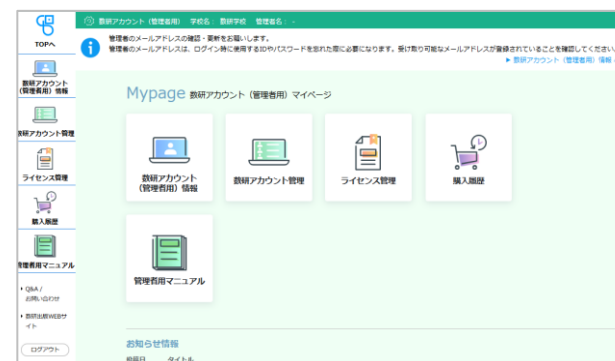 数研アカウント（管理者用） 学校名： 数研学校 管理者名： -
TOPへ
数研アカウント
（管理者用）情報
数研アカウント管理
ライセンス管理
購入履歴
管理者用マニュアル
Q&A /
お問い合わせ
数研出版WEBサ
イト
ログアウト
管理者のメールアドレスの確認・更新をお願いします。
管理者のメールアドレスは、ログイン時に使用するIDやパスワードを忘れた際に必要になります。受け取り可能なメールアドレスが登録されていることを確認してください。
数研アカウント（管理者用）情報
Mypage 数研アカウント（管理者用）マイページ
数研アカウント
（管理者用）情報
数研アカウント管理
ライセンス管理
購入履歴
管理者用マニュアル
お知らせ情報
タイトル